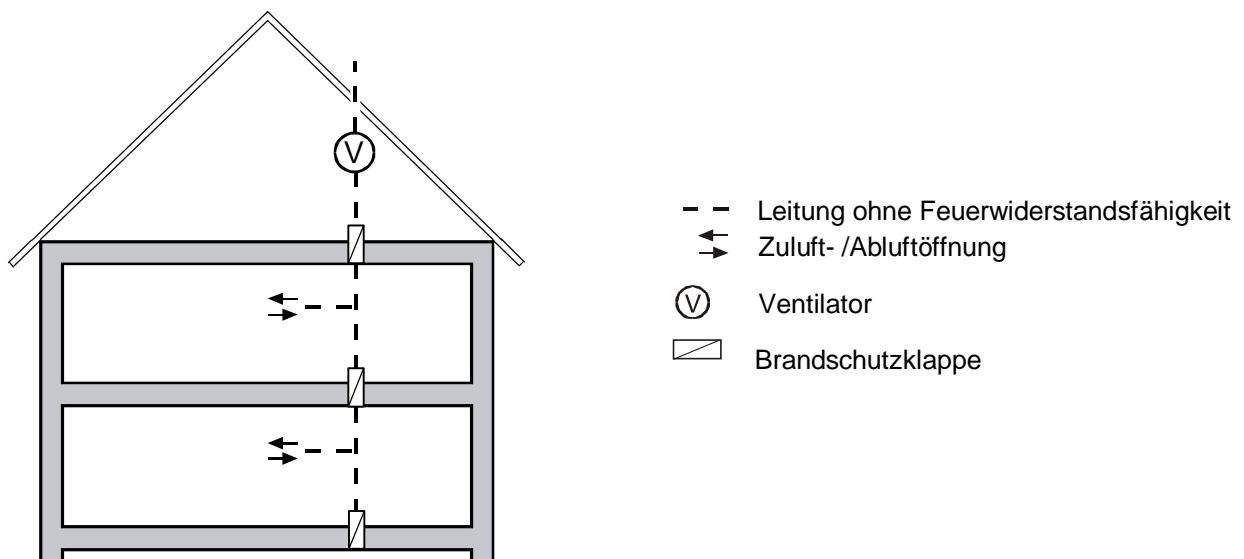 V
Leitung ohne Feuerwiderstandsfähigkeit
Zuluft- /Abluftöffnung
V Ventilator
Brandschutzklappe